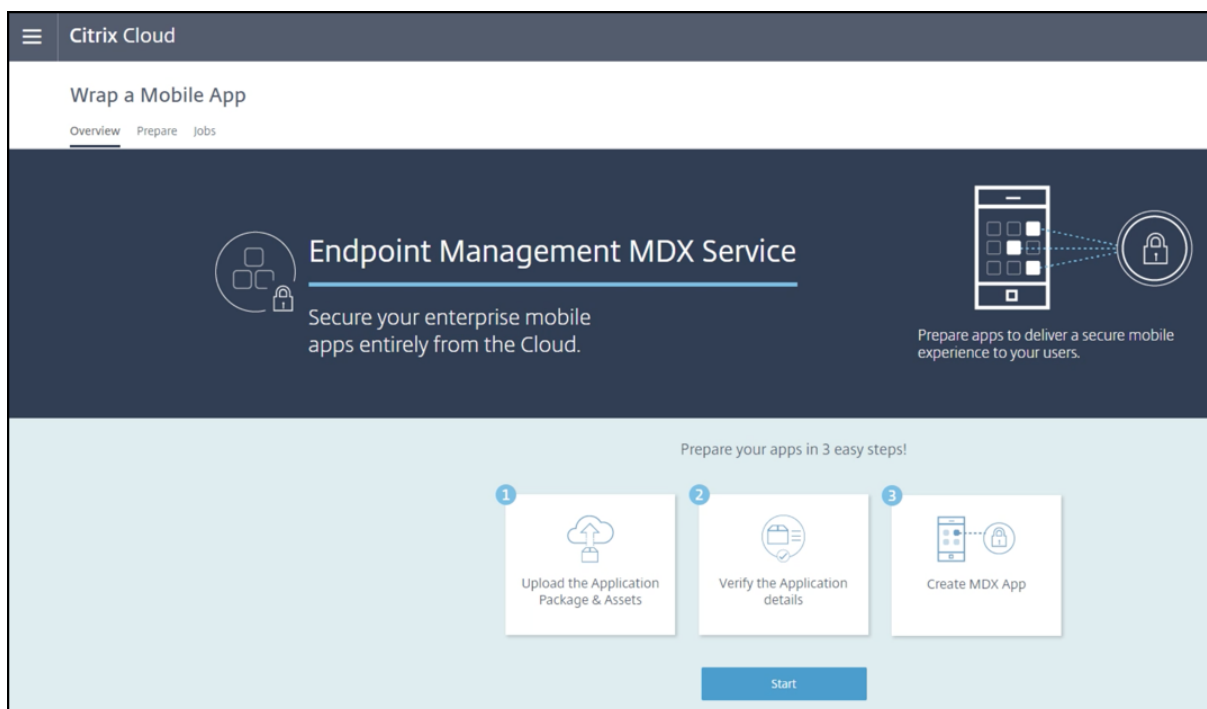 Citrix Cloud
Wrap a Mobile App
Overview Prepare Jobs
Endpoint Management MDX Service
Secure your enterprise mobile
apps entirely from the Cloud.
Prepare apps to deliver a secure mobile
experience to your users.
Prepare your apps in 3 easy steps!
1
Upload the Application
Package & Assets
2
Verify the Application
details
3
Create MDX App
Start